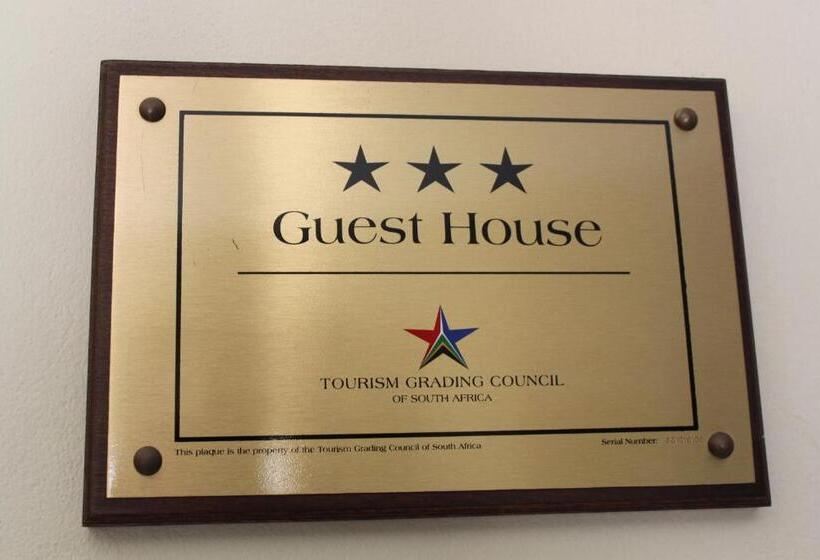 Guest House
TOURISM GRADING COUNCIL
OF SOUTH AFRICA
This plaque is the property of the Tourism Grading Council of South Africa
Serial Number: